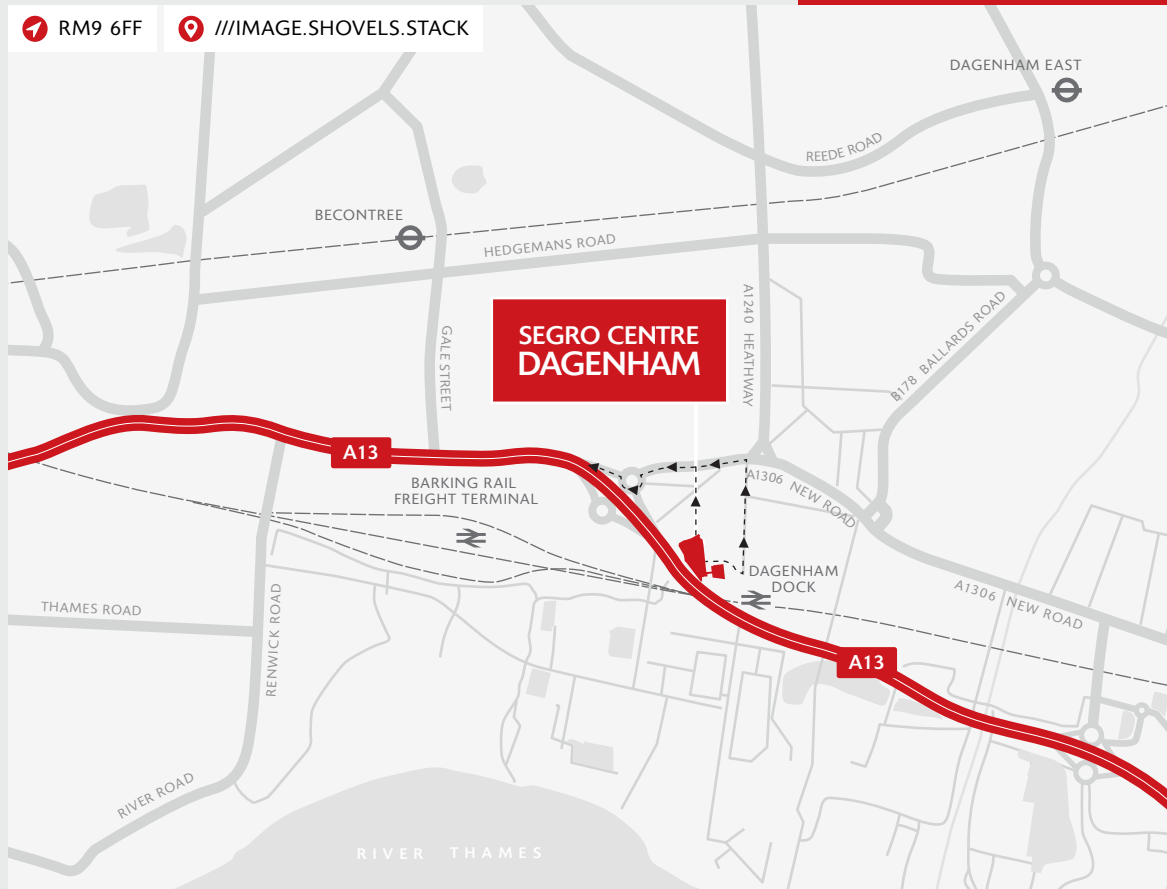 RM9 6FF
///IMAGE.SHOVELS.STACK
DAGENHAM EAST
REEDE ROAD
BECONTREE
HEDGEMANS ROAD
A1240 HEATHWAY
SEGRO CENTRE
DAGENHAM
GALE STREET
B178 BALLARDS ROAD
A13
BARKING RAIL
FREIGHT TERMINAL
A1306 NEW ROAD
DAGENHAM
DOCK
A1306 NEW ROAD
THAMES ROAD
RENWICK ROAD
A13
RIVER ROAD
RIVER THAMES